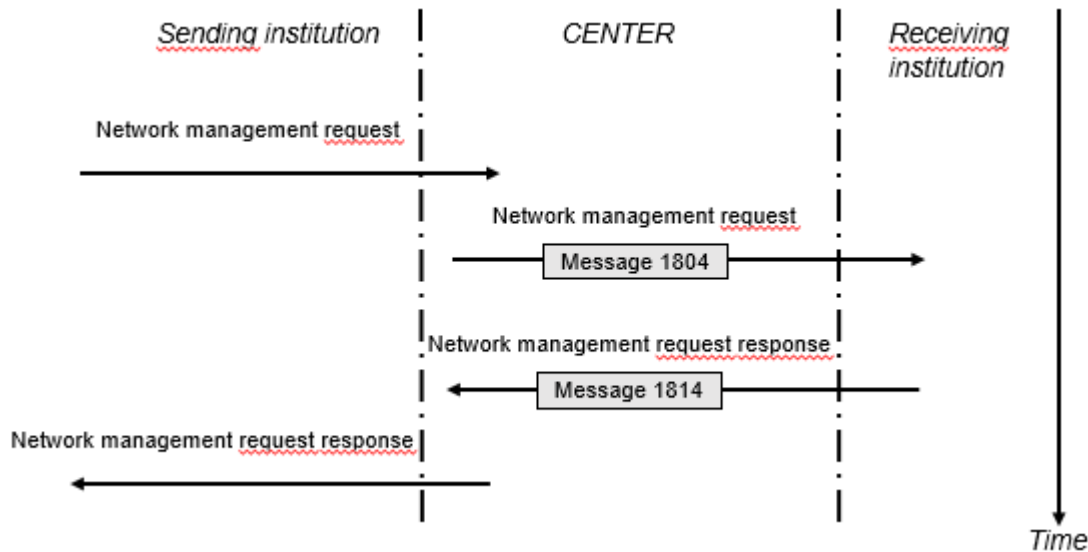 Sending institution
CENTER
Receiving
institution
Network management request
Network management request
Message 1804
Network management request response
Message 1814
Network management request response
Time